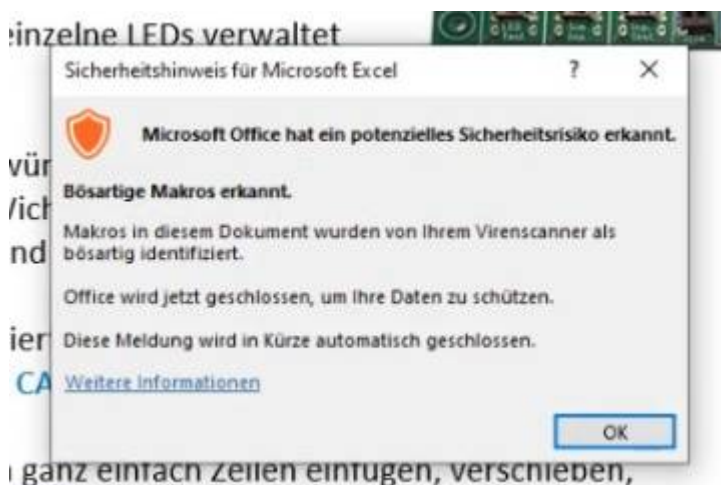 einzelne LEDs verwaltet
Sicherheitshinweis für Microsoft Excel ? ×
Microsoft Office hat ein potenzielles Sicherheitsrisiko erkannt.
Bösartige Makros erkannt.
Makros in diesem Dokument wurden von Ihrem Virenscanner als
bösartig identifiziert.
Office wird jetzt geschlossen, um Ihre Daten zu schützen.
Diese Meldung wird in Kürze automatisch geschlossen.
CA
Weitere Informationen
OK
ganz einfach Zeilen einfügen, verschieben,